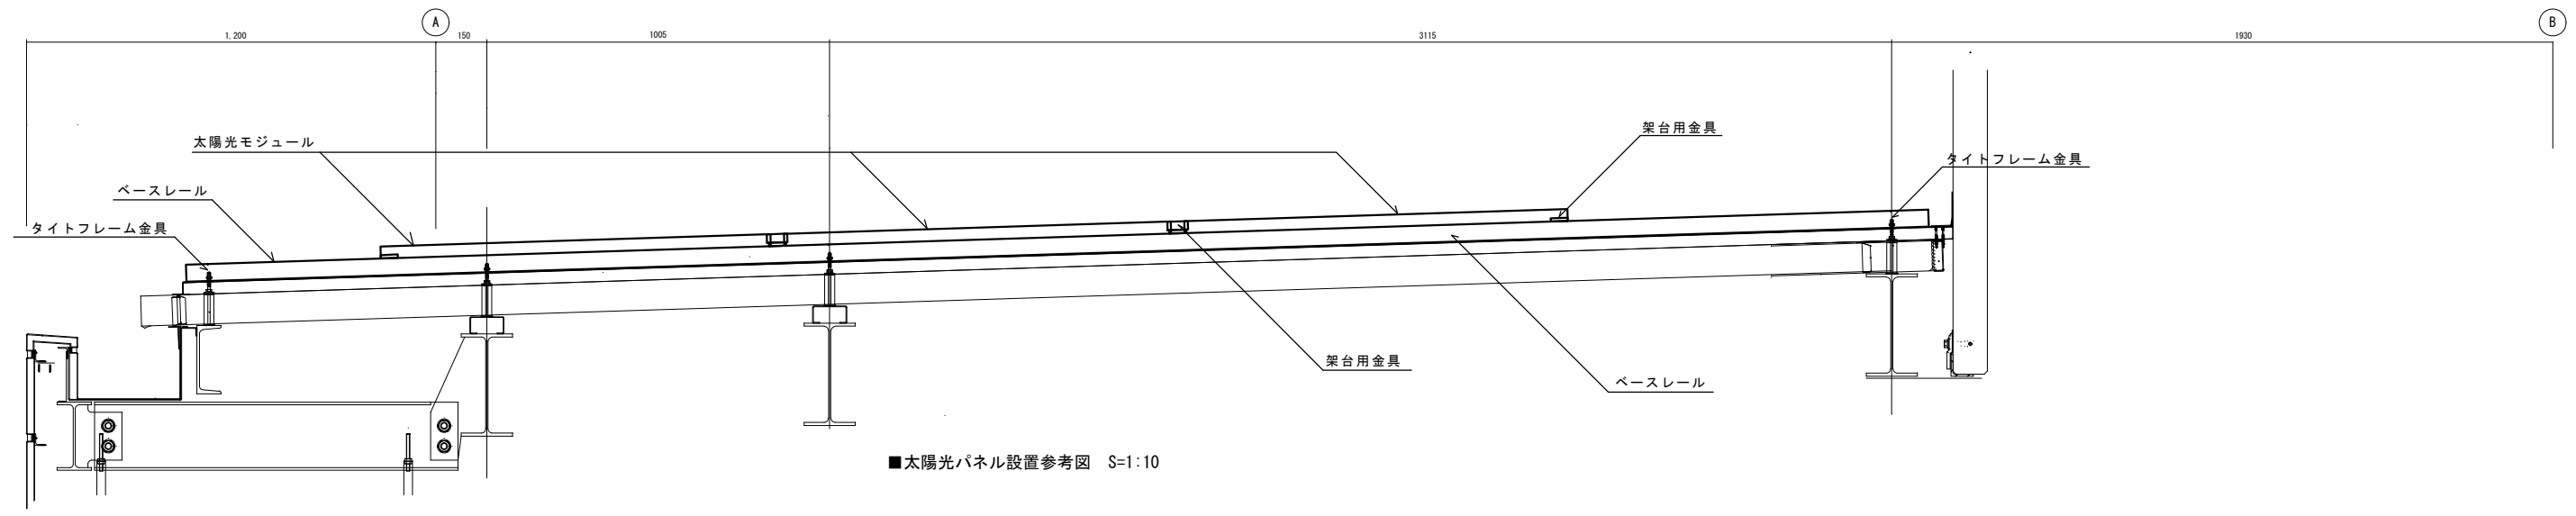 A
B
1,200
150
1005
3115
1930
架台用金具
太陽光モジュール
タイトフレーム金具
ベースレール
タイトフレーム金具
架台用金具
ベースレール
■太陽光パネル設置参考図 S=1:10